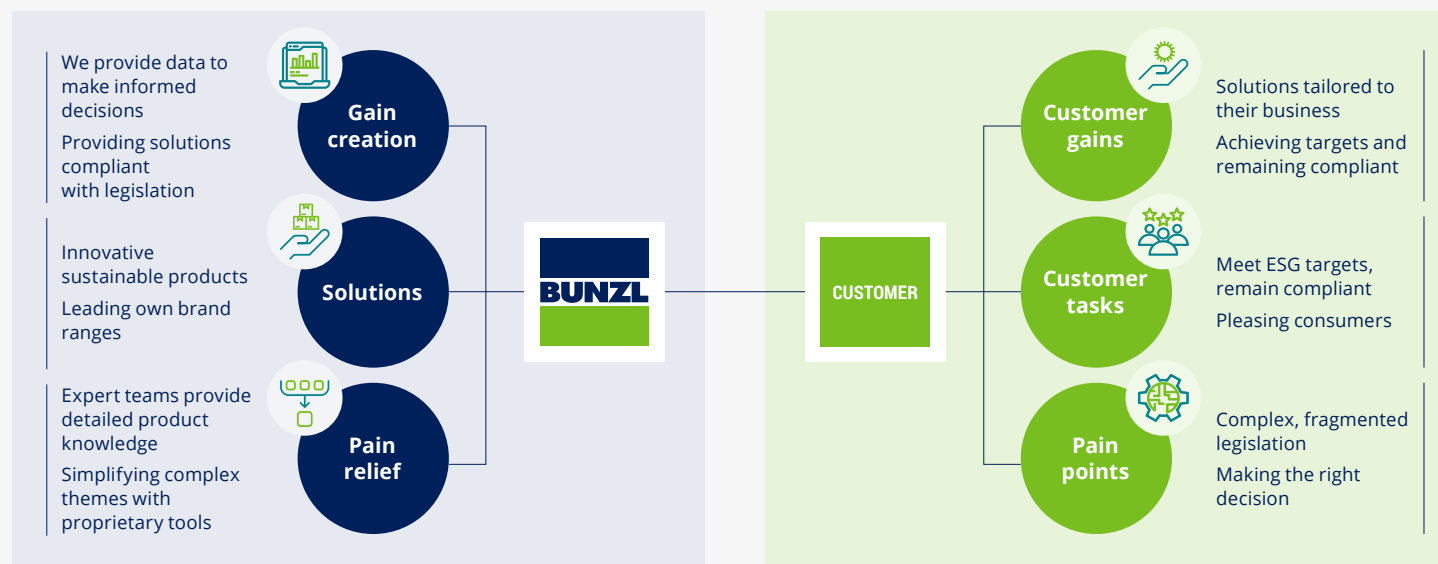 We provide data to
make informed
decisions
Providing solutions
compliant
with legislation
Gain
creation
Innovative
sustainable products
Leading own brand
ranges
Solutions
Expert teams provide
detailed product
knowledge
Simplifying complex
themes with
proprietary tools
Pain
relief
BUNZL
CUSTOMER
Customer
gains
Solutions tailored to
their business
Achieving targets and
remaining compliant
Customer
tasks
Meet ESG targets,
remain compliant
Pleasing consumers
Pain
points
Complex, fragmented
legislation
Making the right
decision